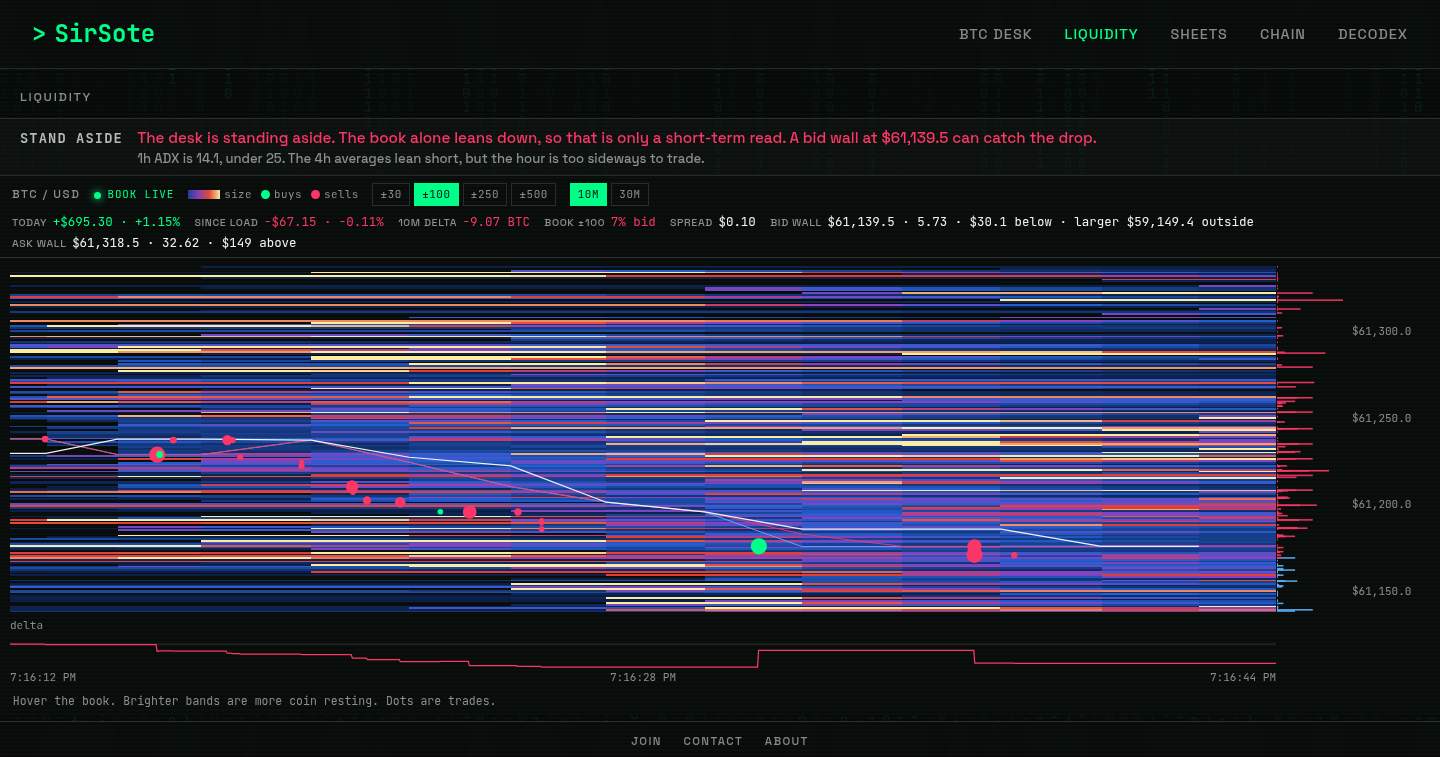 > SirSote
BTC DESK LIQUIDITY SHEETS CHAIN DECODEX
LIQUIDITY
STAND ASIDE The desk is standing aside. The book alone leans down, so that is only a short-term read. A bid wall at $61,139.5 can catch the drop.
1h ADX is 14.1, under 25. The 4h averages lean short, but the hour is too sideways to trade.
BTC / USD BOOK LIVE size buys sells ±30 ±100 ±250 ±500 10M 30M
TODAY +$695.30 · +1.15% SINCE LOAD -$67.15 · -0.11% 10M DELTA -9.07 BTC BOOK ±100 7% bid SPREAD $0.10 BID WALL $61,139.5 · 5.73 · $30.1 below · larger $59,149.4 outside
ASK WALL $61,318.5 · 32.62 · $149 above
$61,300.0
$61,250.0
$61,200.0
$61,150.0
delta
7:16:12 PM 7:16:28 PM 7:16:44 PM
Hover the book. Brighter bands are more coin resting. Dots are trades.
JOIN CONTACT ABOUT